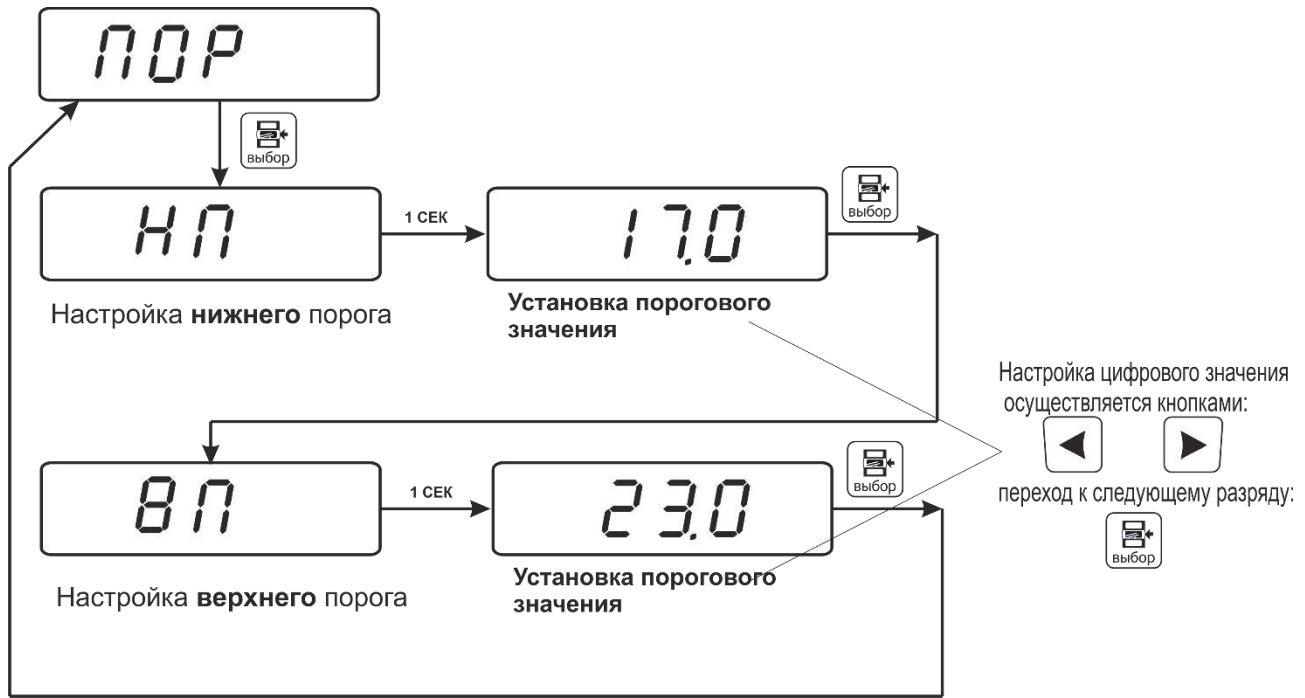 ПОР
выбор
НП
1 СЕК
17.0
выбор
Настройка нижнего порога
Установка порогового
значения
Настройка цифрового значения
осуществляется кнопками:
переход к следующему разряду:
выбор
ВП
1 СЕК
23.0
выбор
Настройка верхнего порога
Установка порогового
значения